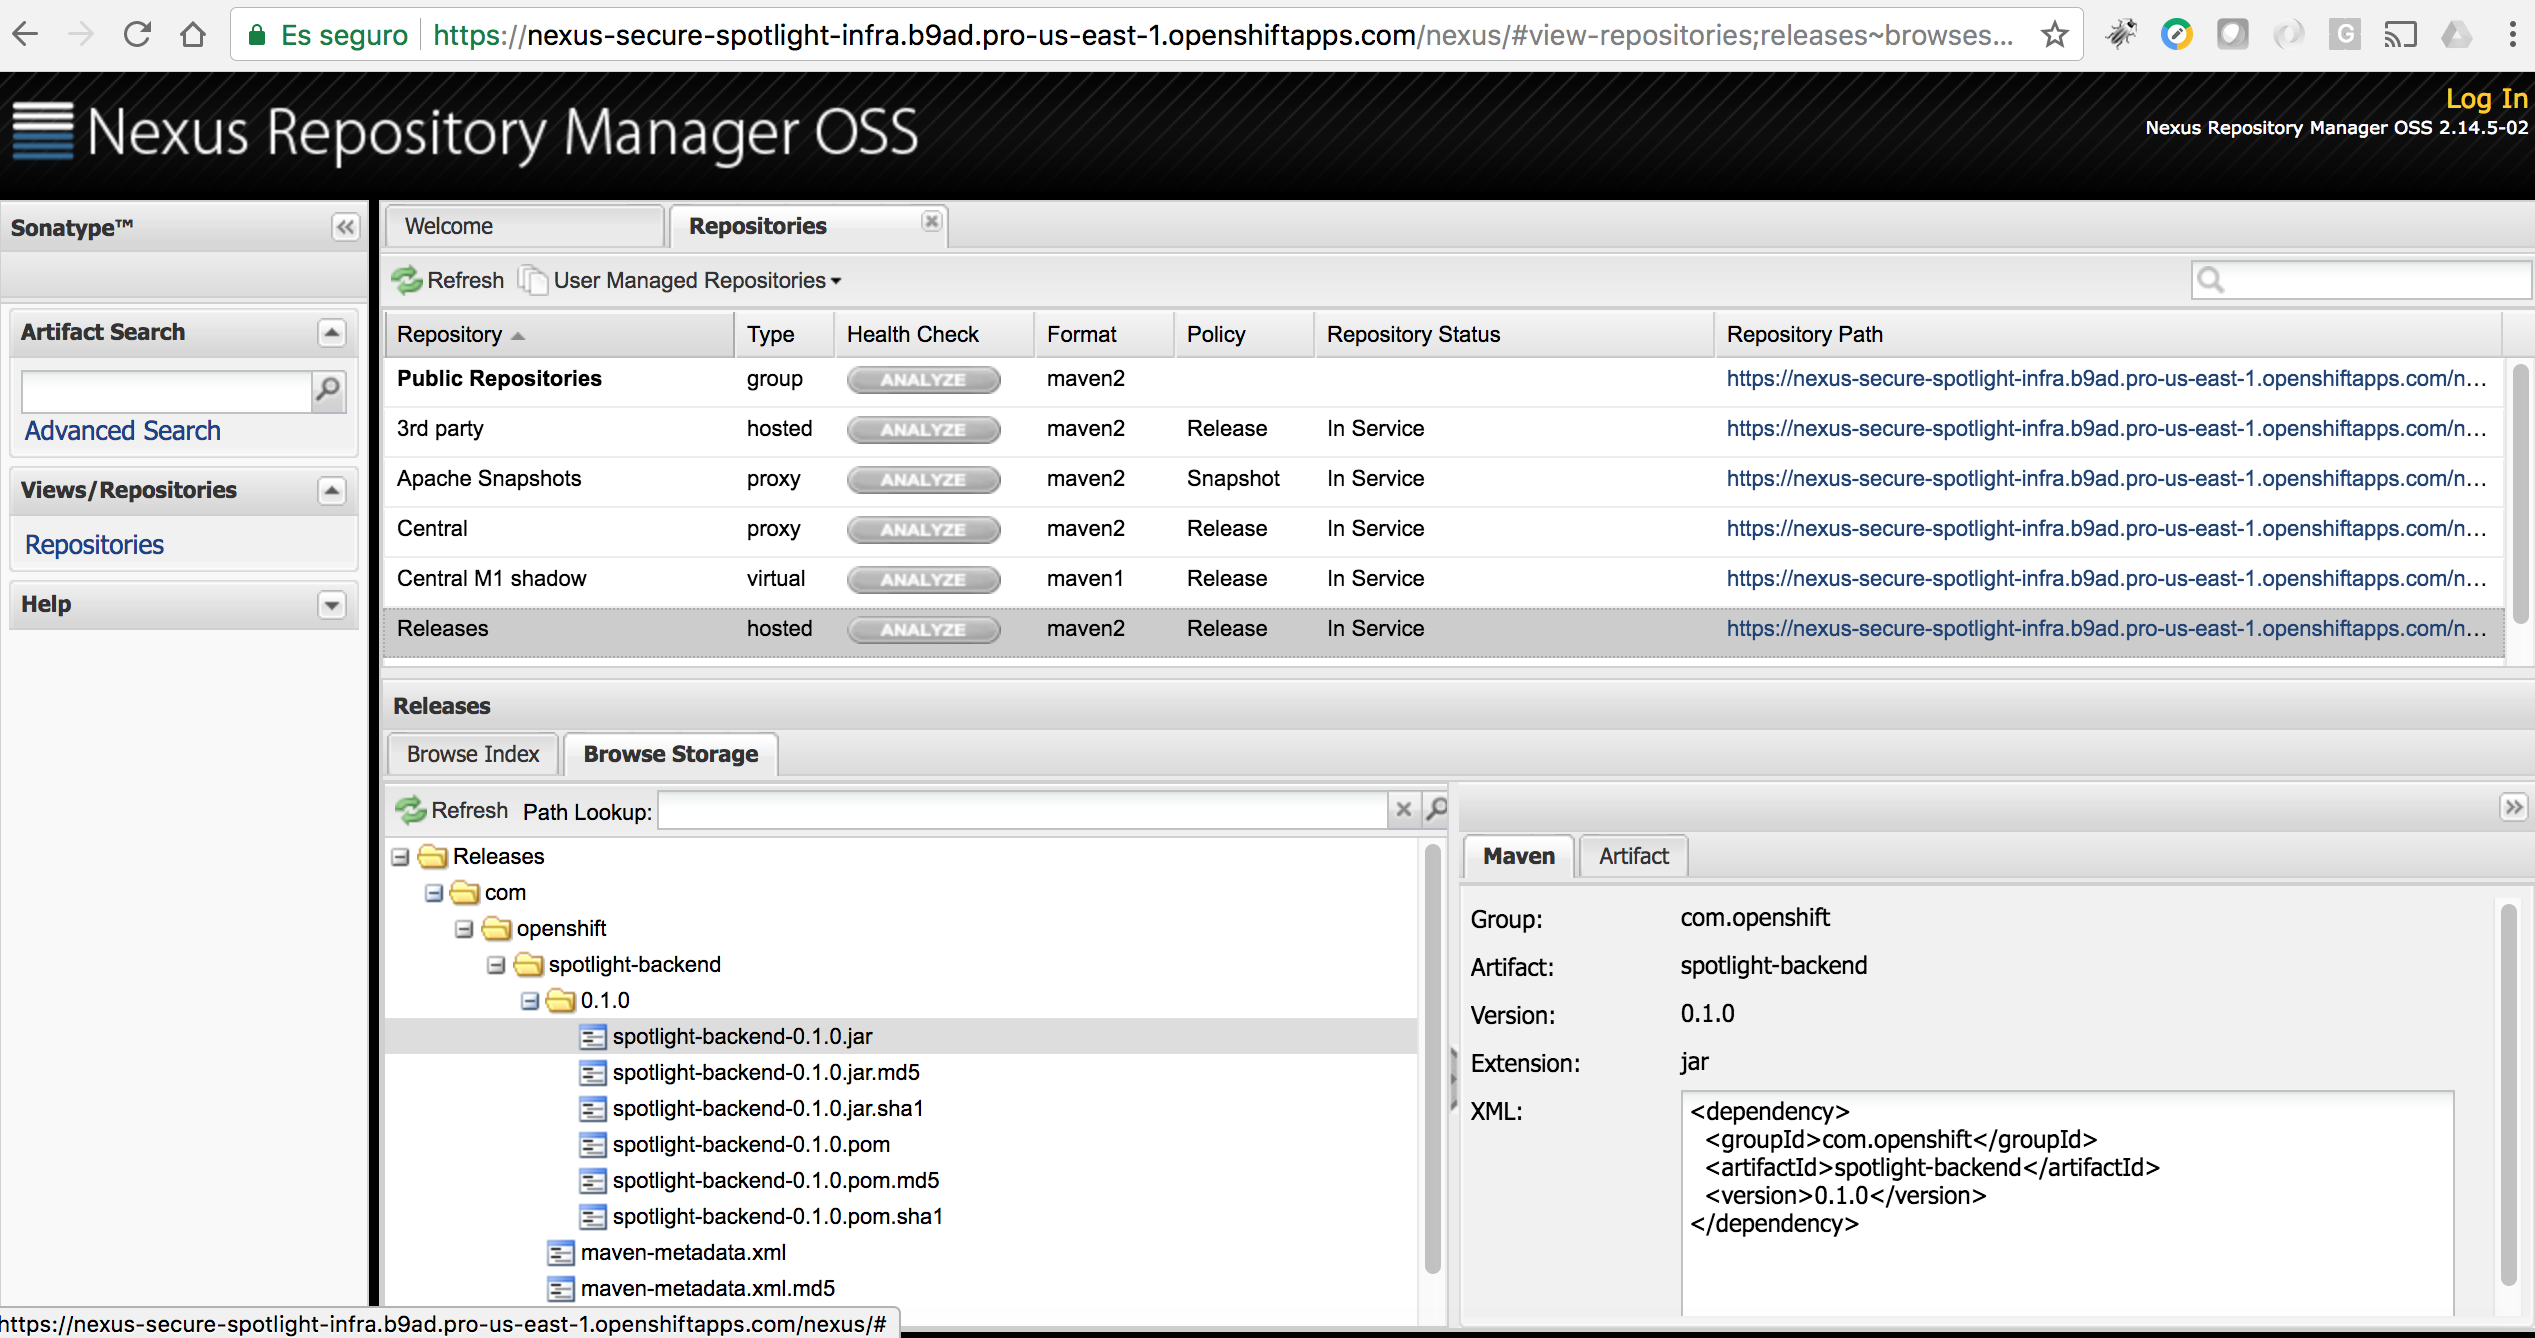 Es seguro https://nexus-secure-spotlight-infra.b9ad.pro-us-east-1.openshiftapps.com/nexus/#view-repositories;releases~browses...
G
Nexus Repository Manager OSS
Log In
Nexus Repository Manager OSS 2.14.5-02
Sonatype™
Artifact Search
Advanced Search
Views/Repositories
Repositories
Help
Welcome Repositories
Refresh User Managed Repositories
Repository Type Health Check Format Policy Repository Status Repository Path
Public Repositories group ANALYZE maven2 https://nexus-secure-spotlight-infra.b9ad.pro-us-east-1.openshiftapps.com/n...
3rd party hosted ANALYZE maven2 Release In Service https://nexus-secure-spotlight-infra.b9ad.pro-us-east-1.openshiftapps.com/n...
Apache Snapshots proxy ANALYZE maven2 Snapshot In Service https://nexus-secure-spotlight-infra.b9ad.pro-us-east-1.openshiftapps.com/n...
Central proxy ANALYZE maven2 Release In Service https://nexus-secure-spotlight-infra.b9ad.pro-us-east-1.openshiftapps.com/n...
Central M1 shadow virtual ANALYZE maven1 Release In Service https://nexus-secure-spotlight-infra.b9ad.pro-us-east-1.openshiftapps.com/n...
Releases hosted ANALYZE maven2 Release In Service https://nexus-secure-spotlight-infra.b9ad.pro-us-east-1.openshiftapps.com/n...
Releases
Browse Index Browse Storage
Refresh Path Lookup:
Releases
com
openshift
spotlight-backend
0.1.0
spotlight-backend-0.1.0.jar
spotlight-backend-0.1.0.jar.md5
spotlight-backend-0.1.0.jar.sha1
spotlight-backend-0.1.0.pom
spotlight-backend-0.1.0.pom.md5
spotlight-backend-0.1.0.pom.sha1
maven-metadata.xml
maven-metadata.xml.md5
Maven Artifact
Group: com.openshift
Artifact: spotlight-backend
Version: 0.1.0
Extension: jar
XML: <dependency>
<groupId>com.openshift</groupId>
<artifactId>spotlight-backend</artifactId>
<version>0.1.0</version>
</dependency>
https://nexus-secure-spotlight-infra.b9ad.pro-us-east-1.openshiftapps.com/nexus/#